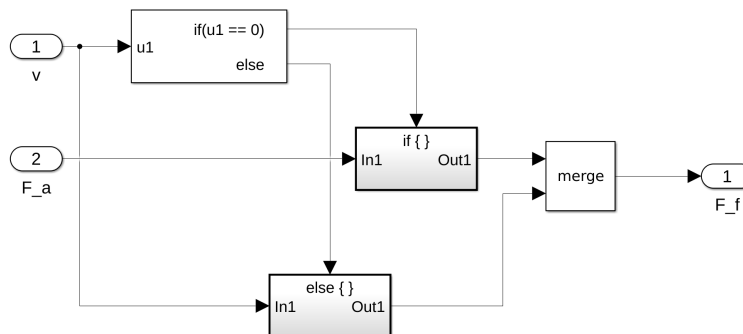 if(u1 == 0)
1
u1
else
v
if { }
2
In1
Out1
merge
1
F_a
F_f
else { }
In1
Out1